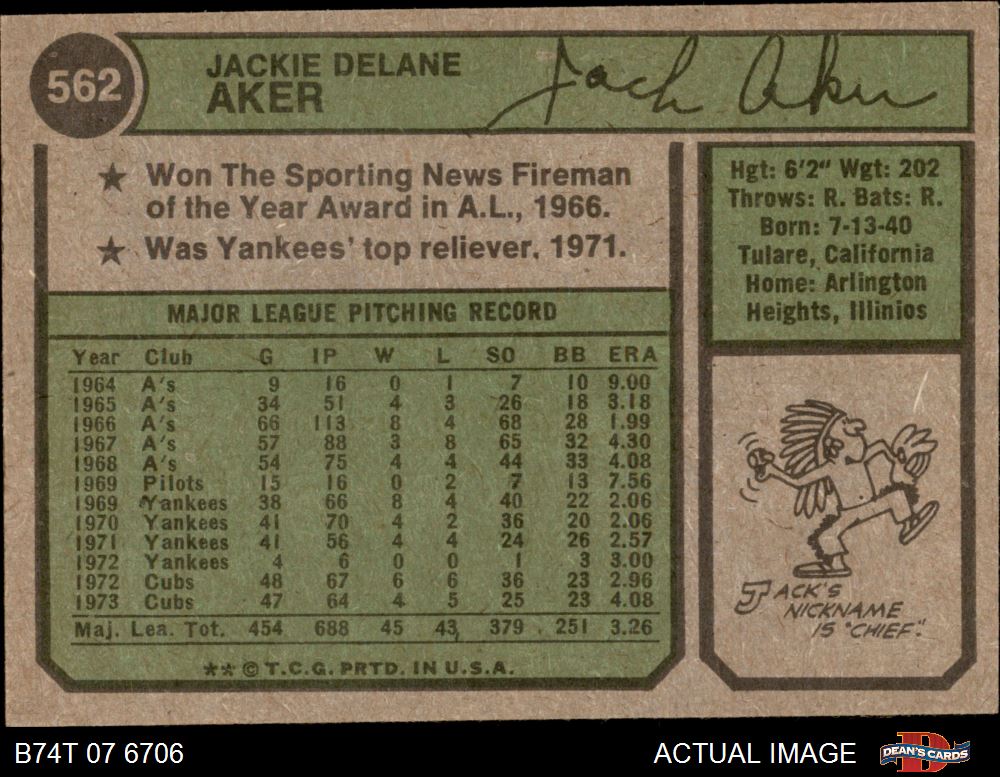 562
JACKIE DELANE
AKER
Jack Aker
★ Won The Sporting News Fireman
of the Year Award in A.L., 1966.
★ Was Yankees' top reliever, 1971.
Hgt: 6'2" Wgt: 202
Throws: R. Bats: R.
Born: 7-13-40
Tulare, California
Home: Arlington
Heights, Illinios
MAJOR LEAGUE PITCHING RECORD
Year Club G IP W L SO BB ERA
1964 A's 9 16 0 1 7 10 9.00
1965 A's 34 51 4 3 26 18 3.18
1966 A's 66 113 8 4 68 28 1.99
1967 A's 57 88 3 8 65 32 4.30
1968 A's 54 75 4 4 44 33 4.08
1969 Pilots 15 16 0 2 7 13 7.56
1969 Yankees 38 66 8 4 40 22 2.06
1970 Yankees 41 70 4 2 36 20 2.06
1971 Yankees 41 56 4 4 24 26 2.57
1972 Yankees 4 6 0 0 1 3 3.00
1972 Cubs 48 67 6 6 36 23 2.96
1973 Cubs 47 64 4 5 25 23 4.08
Maj. Lea. Tot. 454 688 45 43 379 251 3.26
** © T.C.G. PRTD. IN U.S.A.
JACK'S
NICKNAME
IS "CHIEF".
B74T 07 6706
ACTUAL IMAGE
DEAN'S CARDS